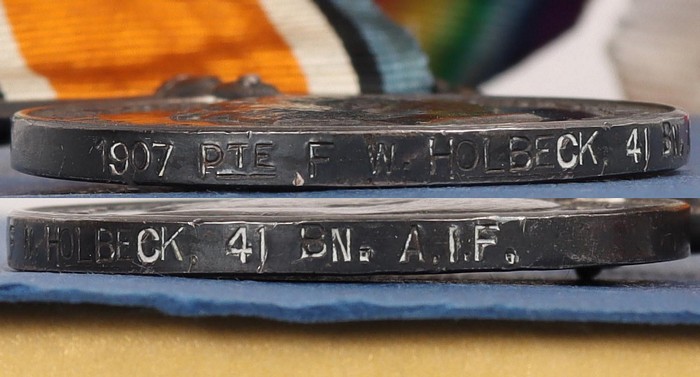 1907 PTE F. W. HOLBECK, 41 BN.
W. HOLBECK, 41 BN. A.I.F.